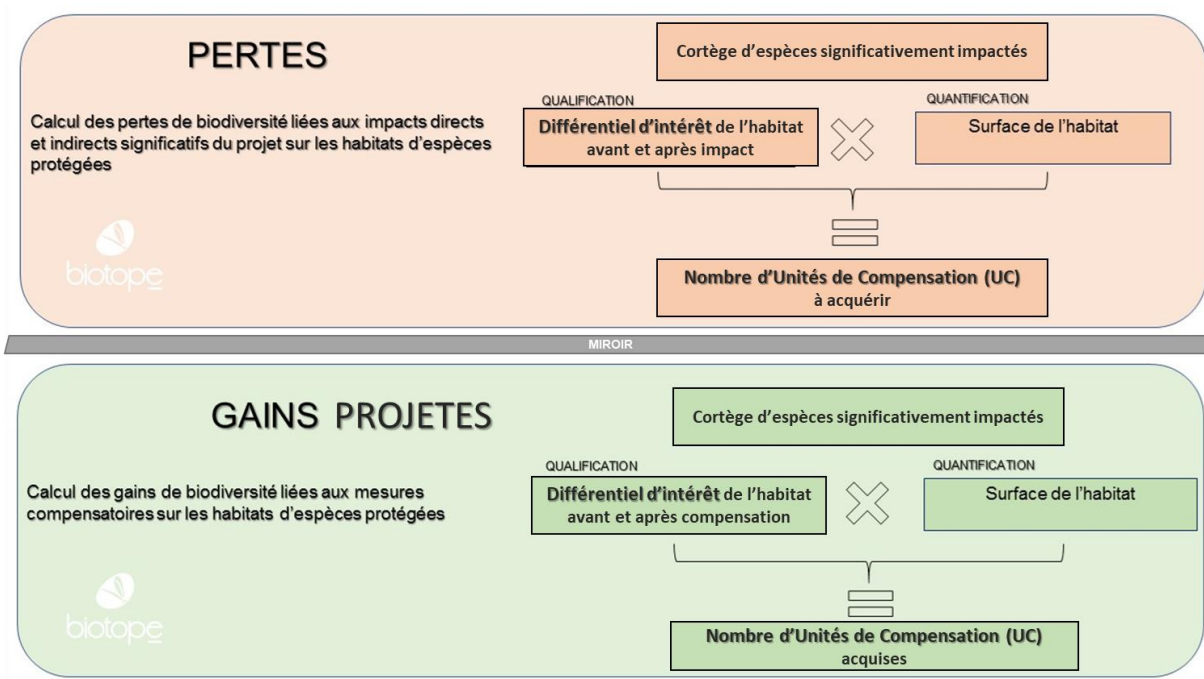 PERTES
Cortège d'espèces significativement impactés
Calcul des pertes de biodiversité liées aux impacts directs
et indirects significatifs du projet sur les habitats d'espèces
protégées
QUALIFICATION
Différentiel d'intérêt de l'habitat
avant et après impact
QUANTIFICATION
Surface de l'habitat
Nombre d'Unités de Compensation (UC)
à acquérir
biotope
MIROIR
GAINS PROJETES
Cortège d'espèces significativement impactés
Calcul des gains de biodiversité liées aux mesures
compensatoires sur les habitats d'espèces protégées
QUALIFICATION
Différentiel d'intérêt de l'habitat
avant et après compensation
QUANTIFICATION
Surface de l'habitat
Nombre d'Unités de Compensation (UC)
acquises
biotope